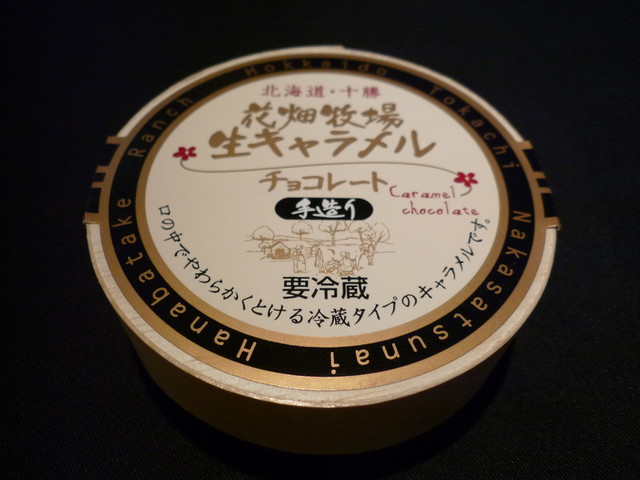 Hanabatake Ranch Hokkaido Tokachi Nakasatsunai
北海道・十勝
花畑牧場
生キャラメル
チョコレート
Caramel
chocolate
手造り
要冷蔵
口の中でやわらかくとける冷蔵タイプのキャラメルです。